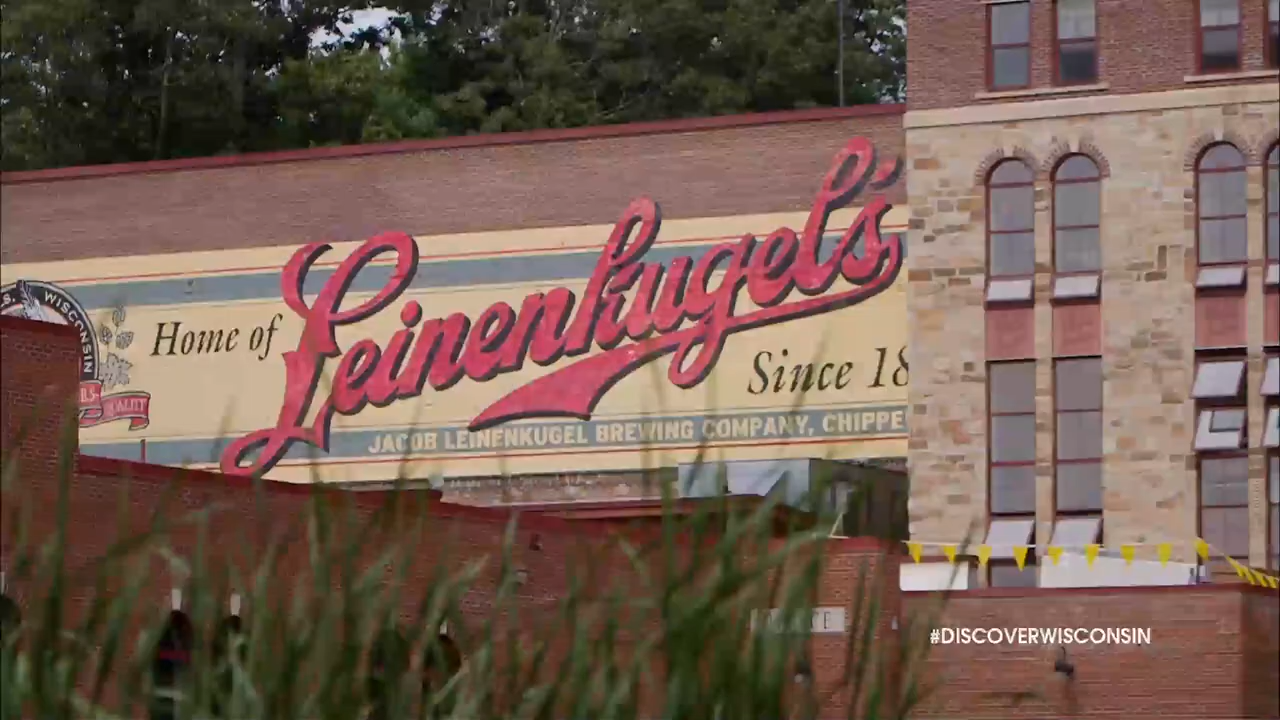 S. WISCONSIN
Home of
Leinenkugel's
Since 18
JACOB LEINENKUGEL BREWING COMPANY, CHIPPE
#DISCOVERWISCONSIN